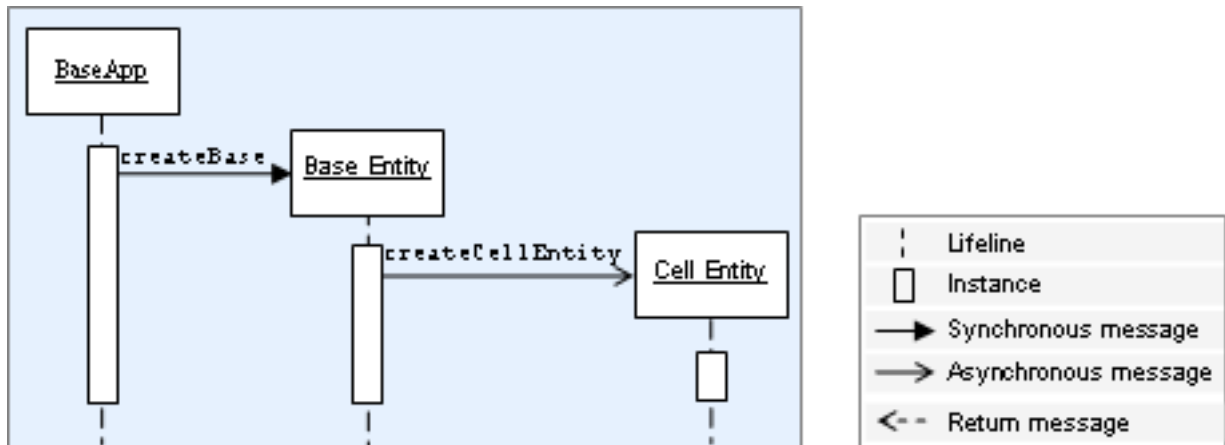 BaseApp
createBase
Base Entity
createCellEntity
Cell Entity
Lifeline
Instance
Synchronous message
Asynchronous message
Return message